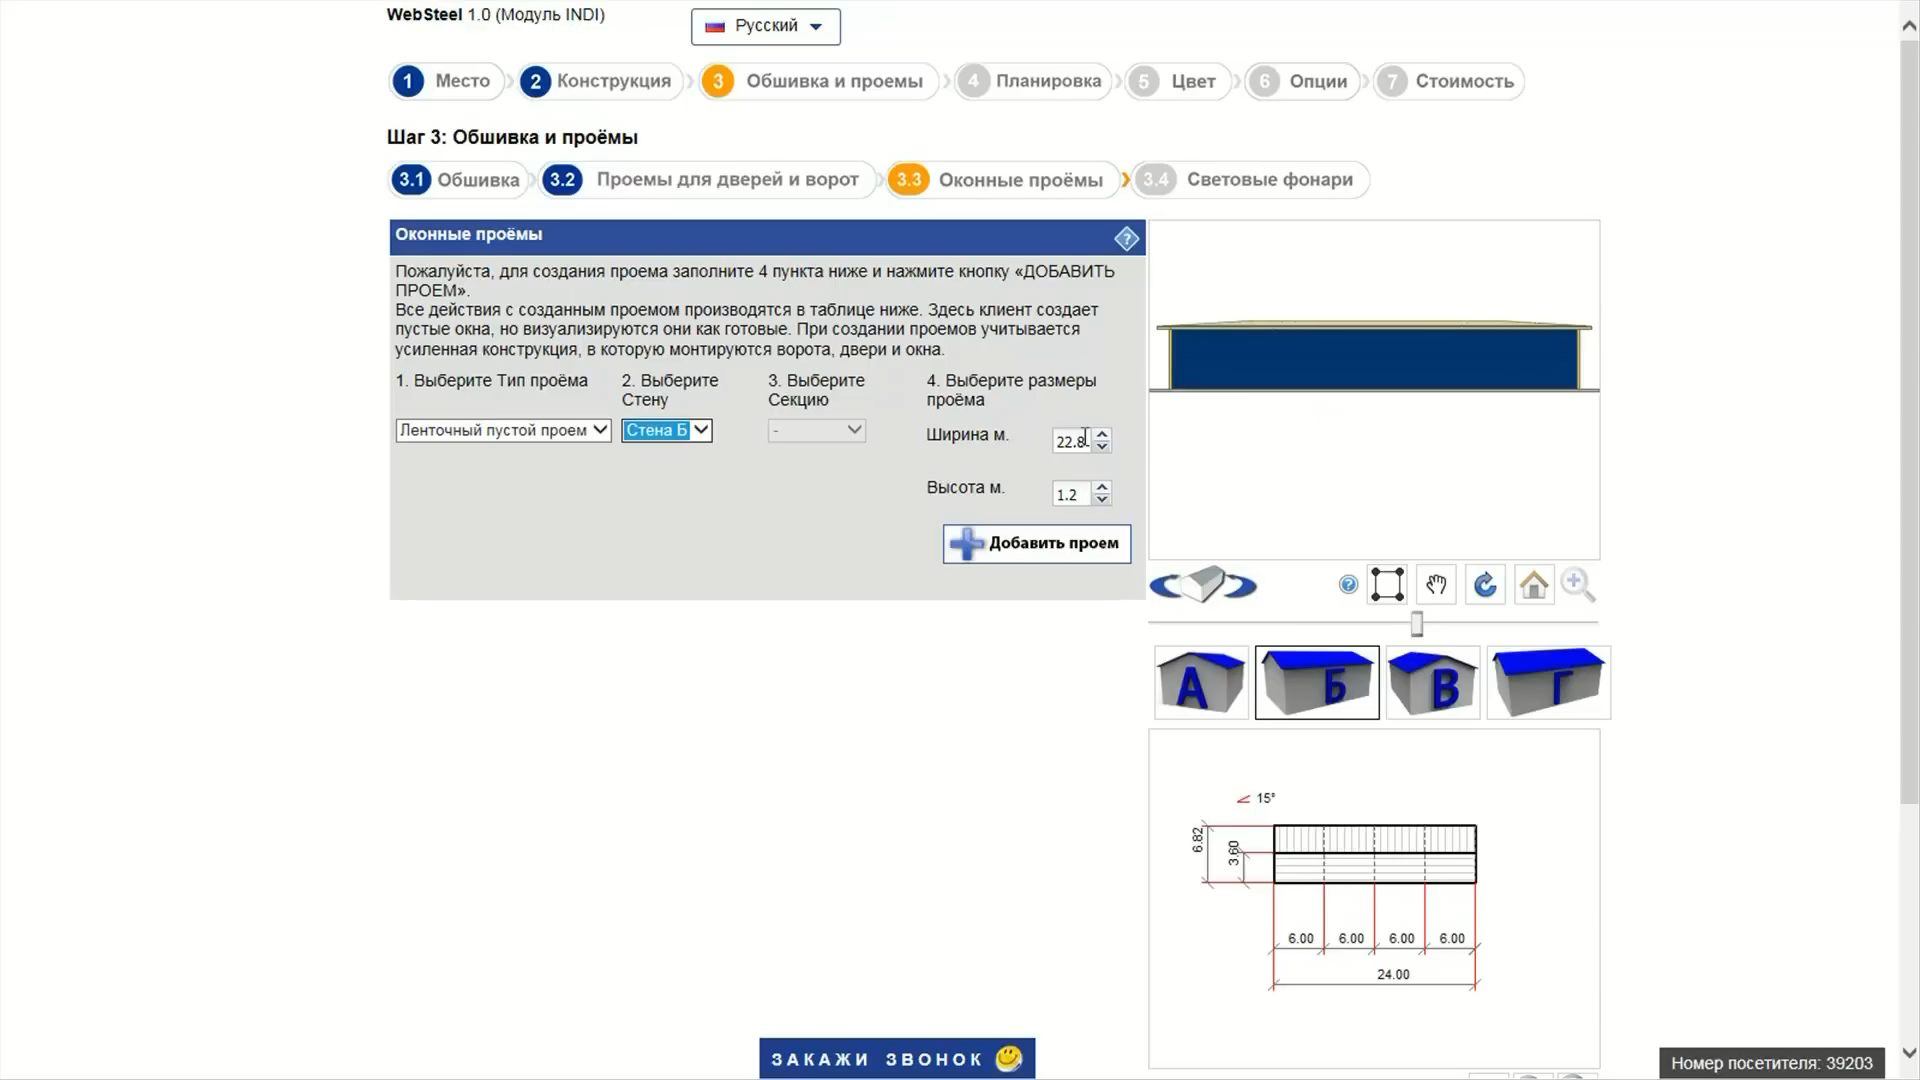 WebSteel 1.0 (Модуль INDI)
Русский
1 Место
2 Конструкция
3 Обшивка и проемы
4 Планировка
5 Цвет
6 Опции
7 Стоимость
Шаг 3: Обшивка и проёмы
3.1 Обшивка
3.2 Проемы для дверей и ворот
3.3 Оконные проёмы
3.4 Световые фонари
Оконные проёмы
?
Пожалуйста, для создания проема заполните 4 пункта ниже и нажмите кнопку «ДОБАВИТЬ
ПРОЕМ».
Все действия с созданным проемом производятся в таблице ниже. Здесь клиент создает
пустые окна, но визуализируются они как готовые. При создании проемов учитывается
усиленная конструкция, в которую монтируются ворота, двери и окна.
1. Выберите Тип проёма
2. Выберите
Стену
3. Выберите
Секцию
4. Выберите размеры
проёма
Ленточный пустой проем
Стена Б
-
Ширина м.
22.8
Высота м.
1.2
Добавить проем
?
А
Б
В
Г
15°
6.82
3.60
6.00 6.00 6.00 6.00
24.00
ЗАКАЖИ ЗВОНОК
Номер посетителя: 39203